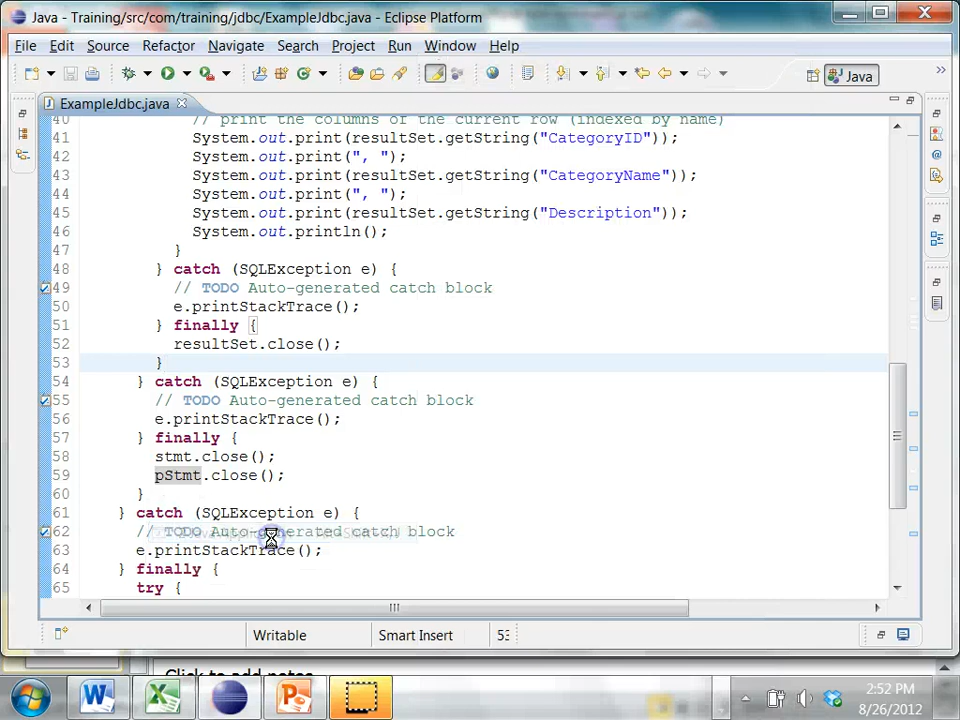 Java - Training/src/com/training/jdbc/ExampleJdbc.java - Eclipse Platform
File Edit Source Refactor Navigate Search Project Run Window Help
Java
ExampleJdbc.java
40 // print the columns of the current row (indexed by name)
41 System.out.print(resultSet.getString("CategoryID"));
42 System.out.print(", ");
43 System.out.print(resultSet.getString("CategoryName"));
44 System.out.print(", ");
45 System.out.print(resultSet.getString("Description"));
46 System.out.println();
47 }
48 } catch (SQLException e) {
49 // TODO Auto-generated catch block
50 e.printStackTrace();
51 } finally {
52 resultSet.close();
53 }
54 } catch (SQLException e) {
55 // TODO Auto-generated catch block
56 e.printStackTrace();
57 } finally {
58 stmt.close();
59 pStmt.close();
60 }
61 } catch (SQLException e) {
62 // TODO Auto-generated catch block
63 e.printStackTrace();
64 } finally {
65 try {
Writable Smart Insert
Click to add notes
2:52 PM
8/26/2012